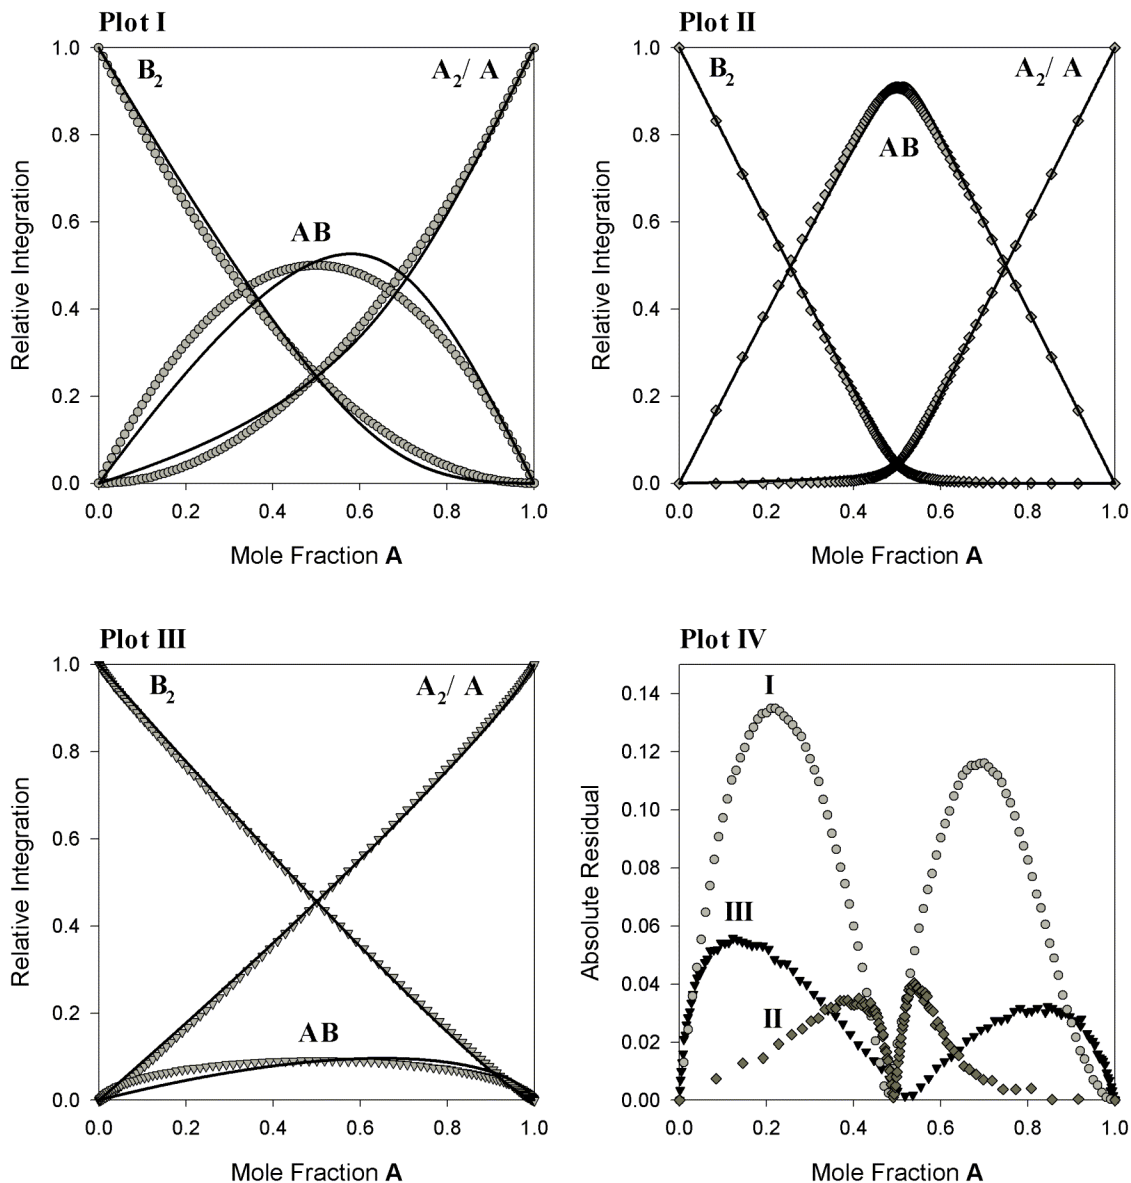 Plot I
1.0
0.8
0.6
0.4
0.2
0.0
B2
A2/ A
AB
0.0 0.2 0.4 0.6 0.8 1.0
Mole Fraction A
Relative Integration
Plot II
1.0
0.8
0.6
0.4
0.2
0.0
B2
A2/ A
AB
0.0 0.2 0.4 0.6 0.8 1.0
Mole Fraction A
Relative Integration
Plot III
1.0
0.8
0.6
0.4
0.2
0.0
B2
A2/ A
AB
0.0 0.2 0.4 0.6 0.8 1.0
Mole Fraction A
Relative Integration
Plot IV
0.14
0.12
0.10
0.08
0.06
0.04
0.02
0.00
I
III
II
0.0 0.2 0.4 0.6 0.8 1.0
Mole Fraction A
Absolute Residual